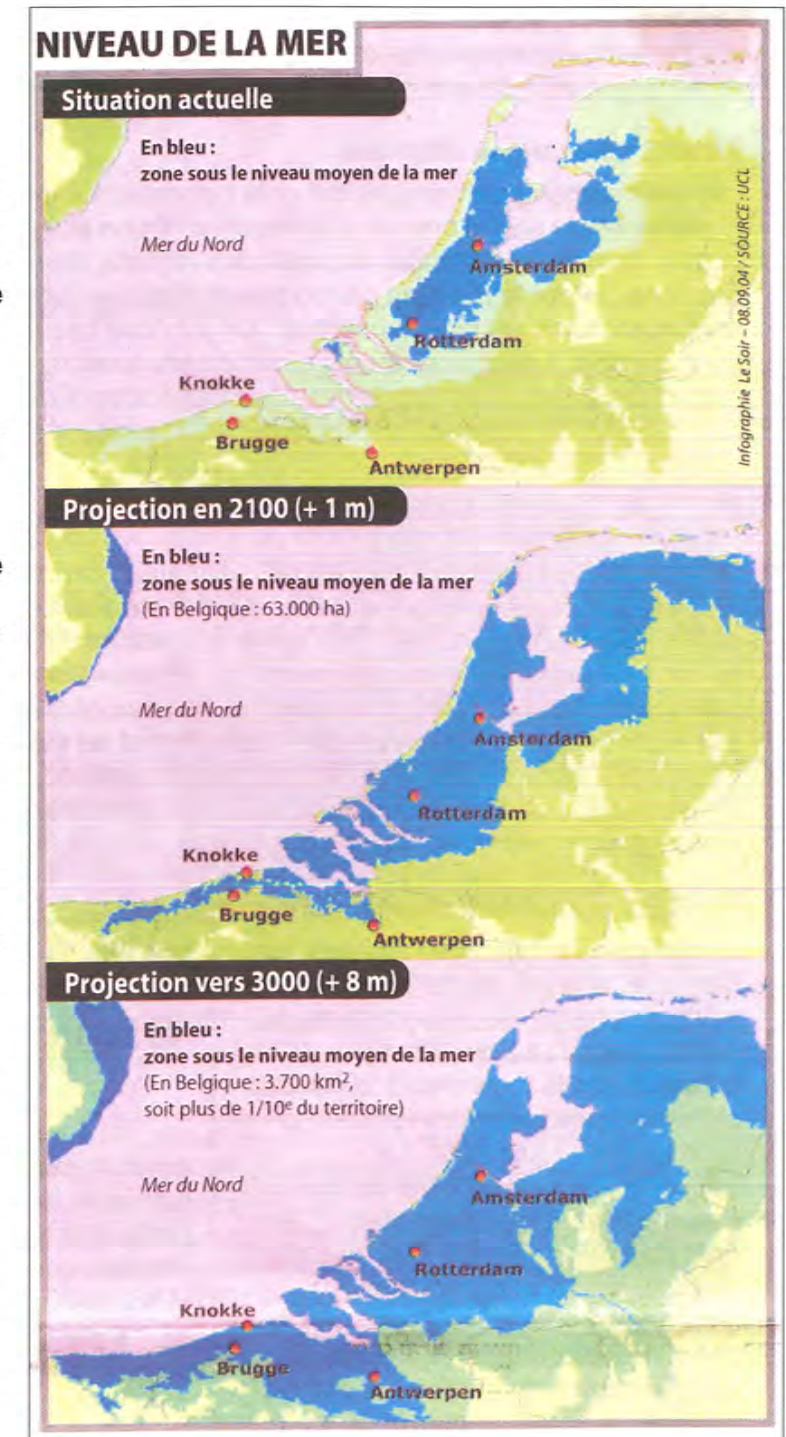 NIVEAU DE LA MER
Situation actuelle
En bleu :
zone sous le niveau moyen de la mer
Mer du Nord
Amsterdam
Rotterdam
Knokke
Brugge
Antwerpen
Infographie Le Soir – 08.09.04 / SOURCE : UCL
Projection en 2100 (+ 1 m)
En bleu :
zone sous le niveau moyen de la mer
(En Belgique : 63.000 ha)
Mer du Nord
Amsterdam
Rotterdam
Knokke
Brugge
Antwerpen
Projection vers 3000 (+ 8 m)
En bleu :
zone sous le niveau moyen de la mer
(En Belgique : 3.700 km²,
soit plus de 1/10e du territoire)
Mer du Nord
Amsterdam
Rotterdam
Knokke
Brugge
Antwerpen